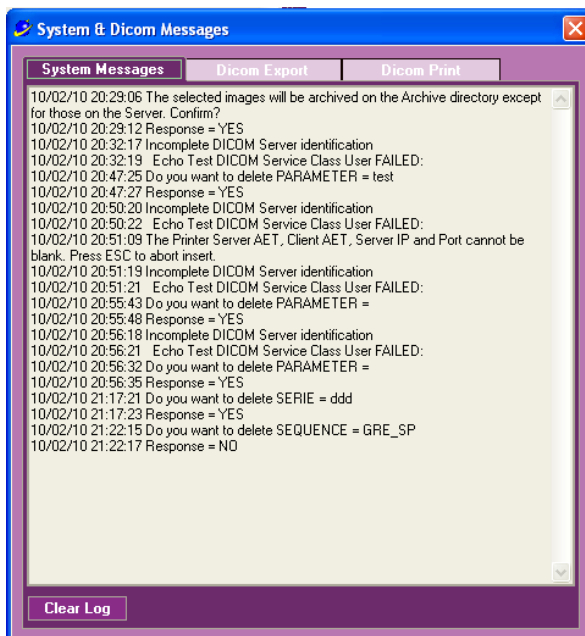 System & Dicom Messages
System Messages
Dicom Export
Dicom Print
10/02/10 20:29:06 The selected images will be archived on the Archive directory except
for those on the Server. Confirm?
10/02/10 20:29:12 Response = YES
10/02/10 20:32:17 Incomplete DICOM Server identification
10/02/10 20:32:19   Echo Test DICOM Service Class User FAILED:
10/02/10 20:47:25 Do you want to delete PARAMETER = test
10/02/10 20:47:27 Response = YES
10/02/10 20:50:20 Incomplete DICOM Server identification
10/02/10 20:50:22   Echo Test DICOM Service Class User FAILED:
10/02/10 20:51:09 The Printer Server AET, Client AET, Server IP and Port cannot be
blank. Press ESC to abort insert.
10/02/10 20:51:19 Incomplete DICOM Server identification
10/02/10 20:51:21   Echo Test DICOM Service Class User FAILED:
10/02/10 20:55:43 Do you want to delete PARAMETER =
10/02/10 20:55:48 Response = YES
10/02/10 20:56:18 Incomplete DICOM Server identification
10/02/10 20:56:21   Echo Test DICOM Service Class User FAILED:
10/02/10 20:56:32 Do you want to delete PARAMETER =
10/02/10 20:56:35 Response = YES
10/02/10 21:17:21 Do you want to delete SERIE = ddd
10/02/10 21:17:23 Response = YES
10/02/10 21:22:15 Do you want to delete SEQUENCE = GRE_SP
10/02/10 21:22:17 Response = NO
Clear Log